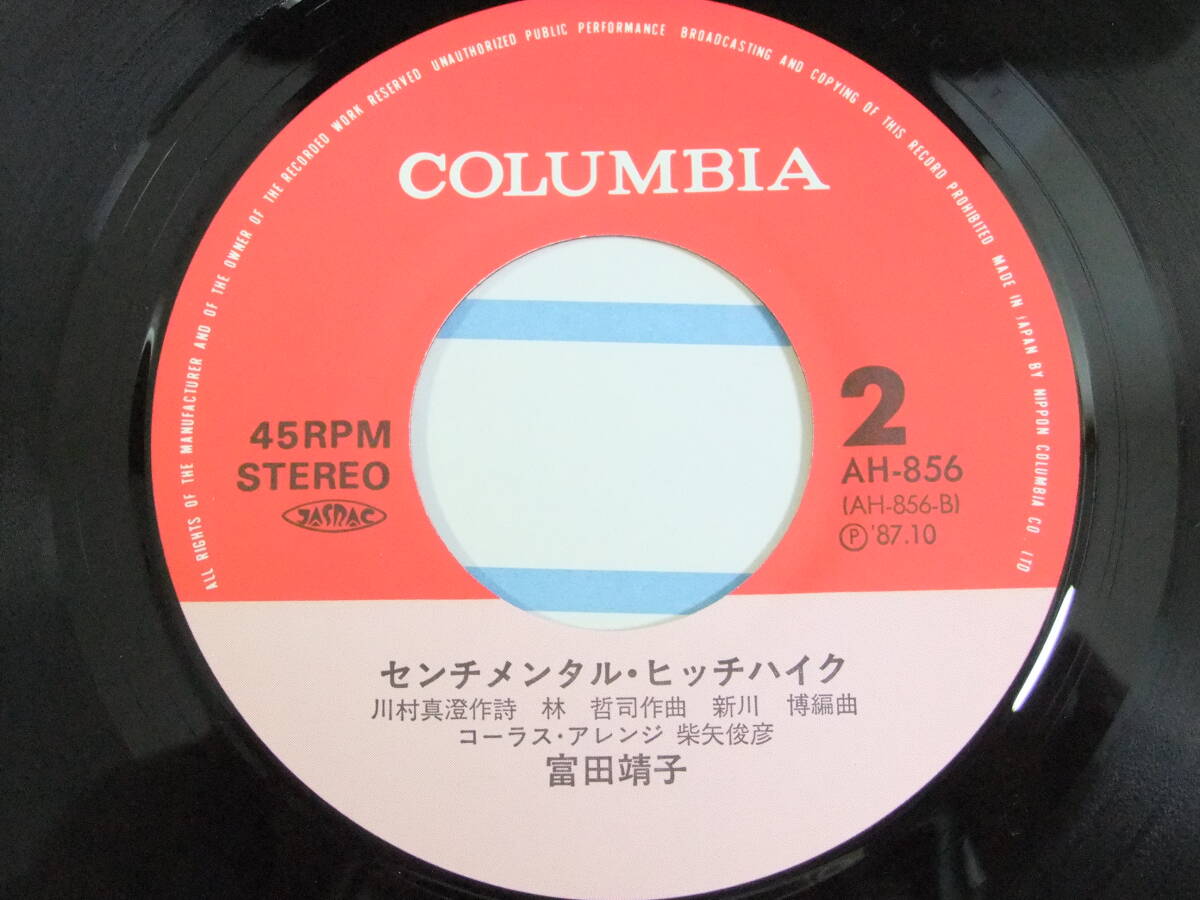 ALL RIGHTS OF THE MANUFACTURER AND OF THE OWNER OF THE RECORDED WORK RESERVED UNAUTHORIZED PUBLIC PERFORMANCE BROADCASTING AND COPYING OF THIS RECORD PROHIBITED MADE IN JAPAN BY NIPPON COLUMBIA CO. LTD
COLUMBIA
45RPM
STEREO
JASRAC
2
AH-856
(AH-856-B)
Ⓟ'87.10
センチメンタル・ヒッチハイク
川村真澄作詩 林 哲司作曲 新川 博編曲
コーラス・アレンジ 柴矢俊彦
富田靖子